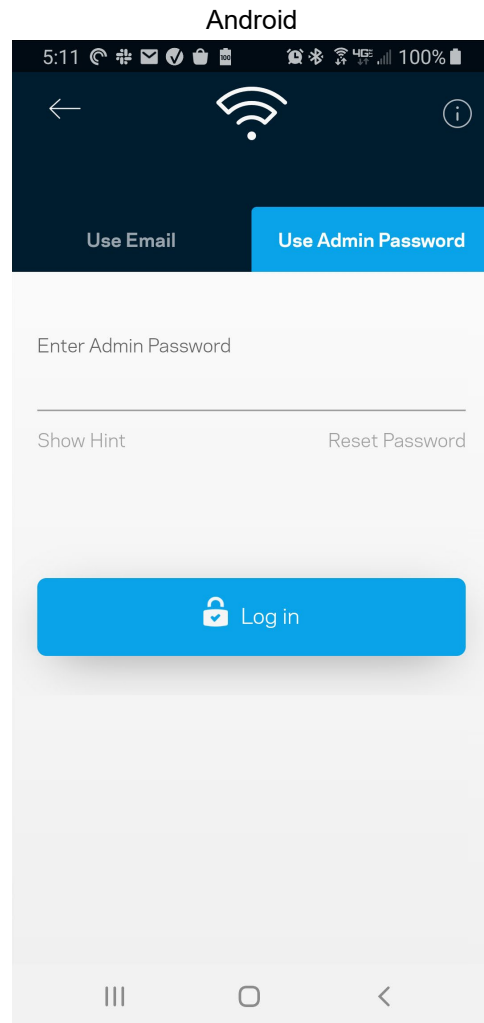 Android
5:11 100%
Use Email Use Admin Password
Enter Admin Password
Show Hint Reset Password
Log in